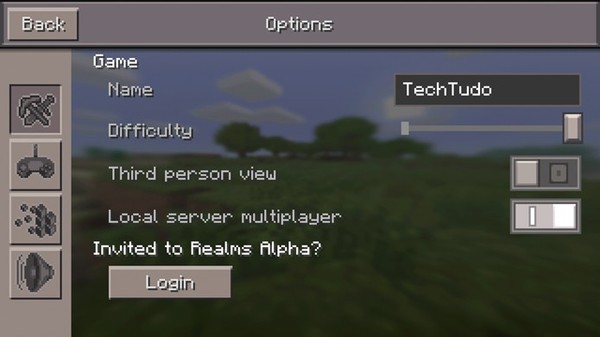 Back
Options
Game
Name
TechTudo
Difficulty
Third person view
Local server multiplayer
Invited to Realms Alpha?
Login